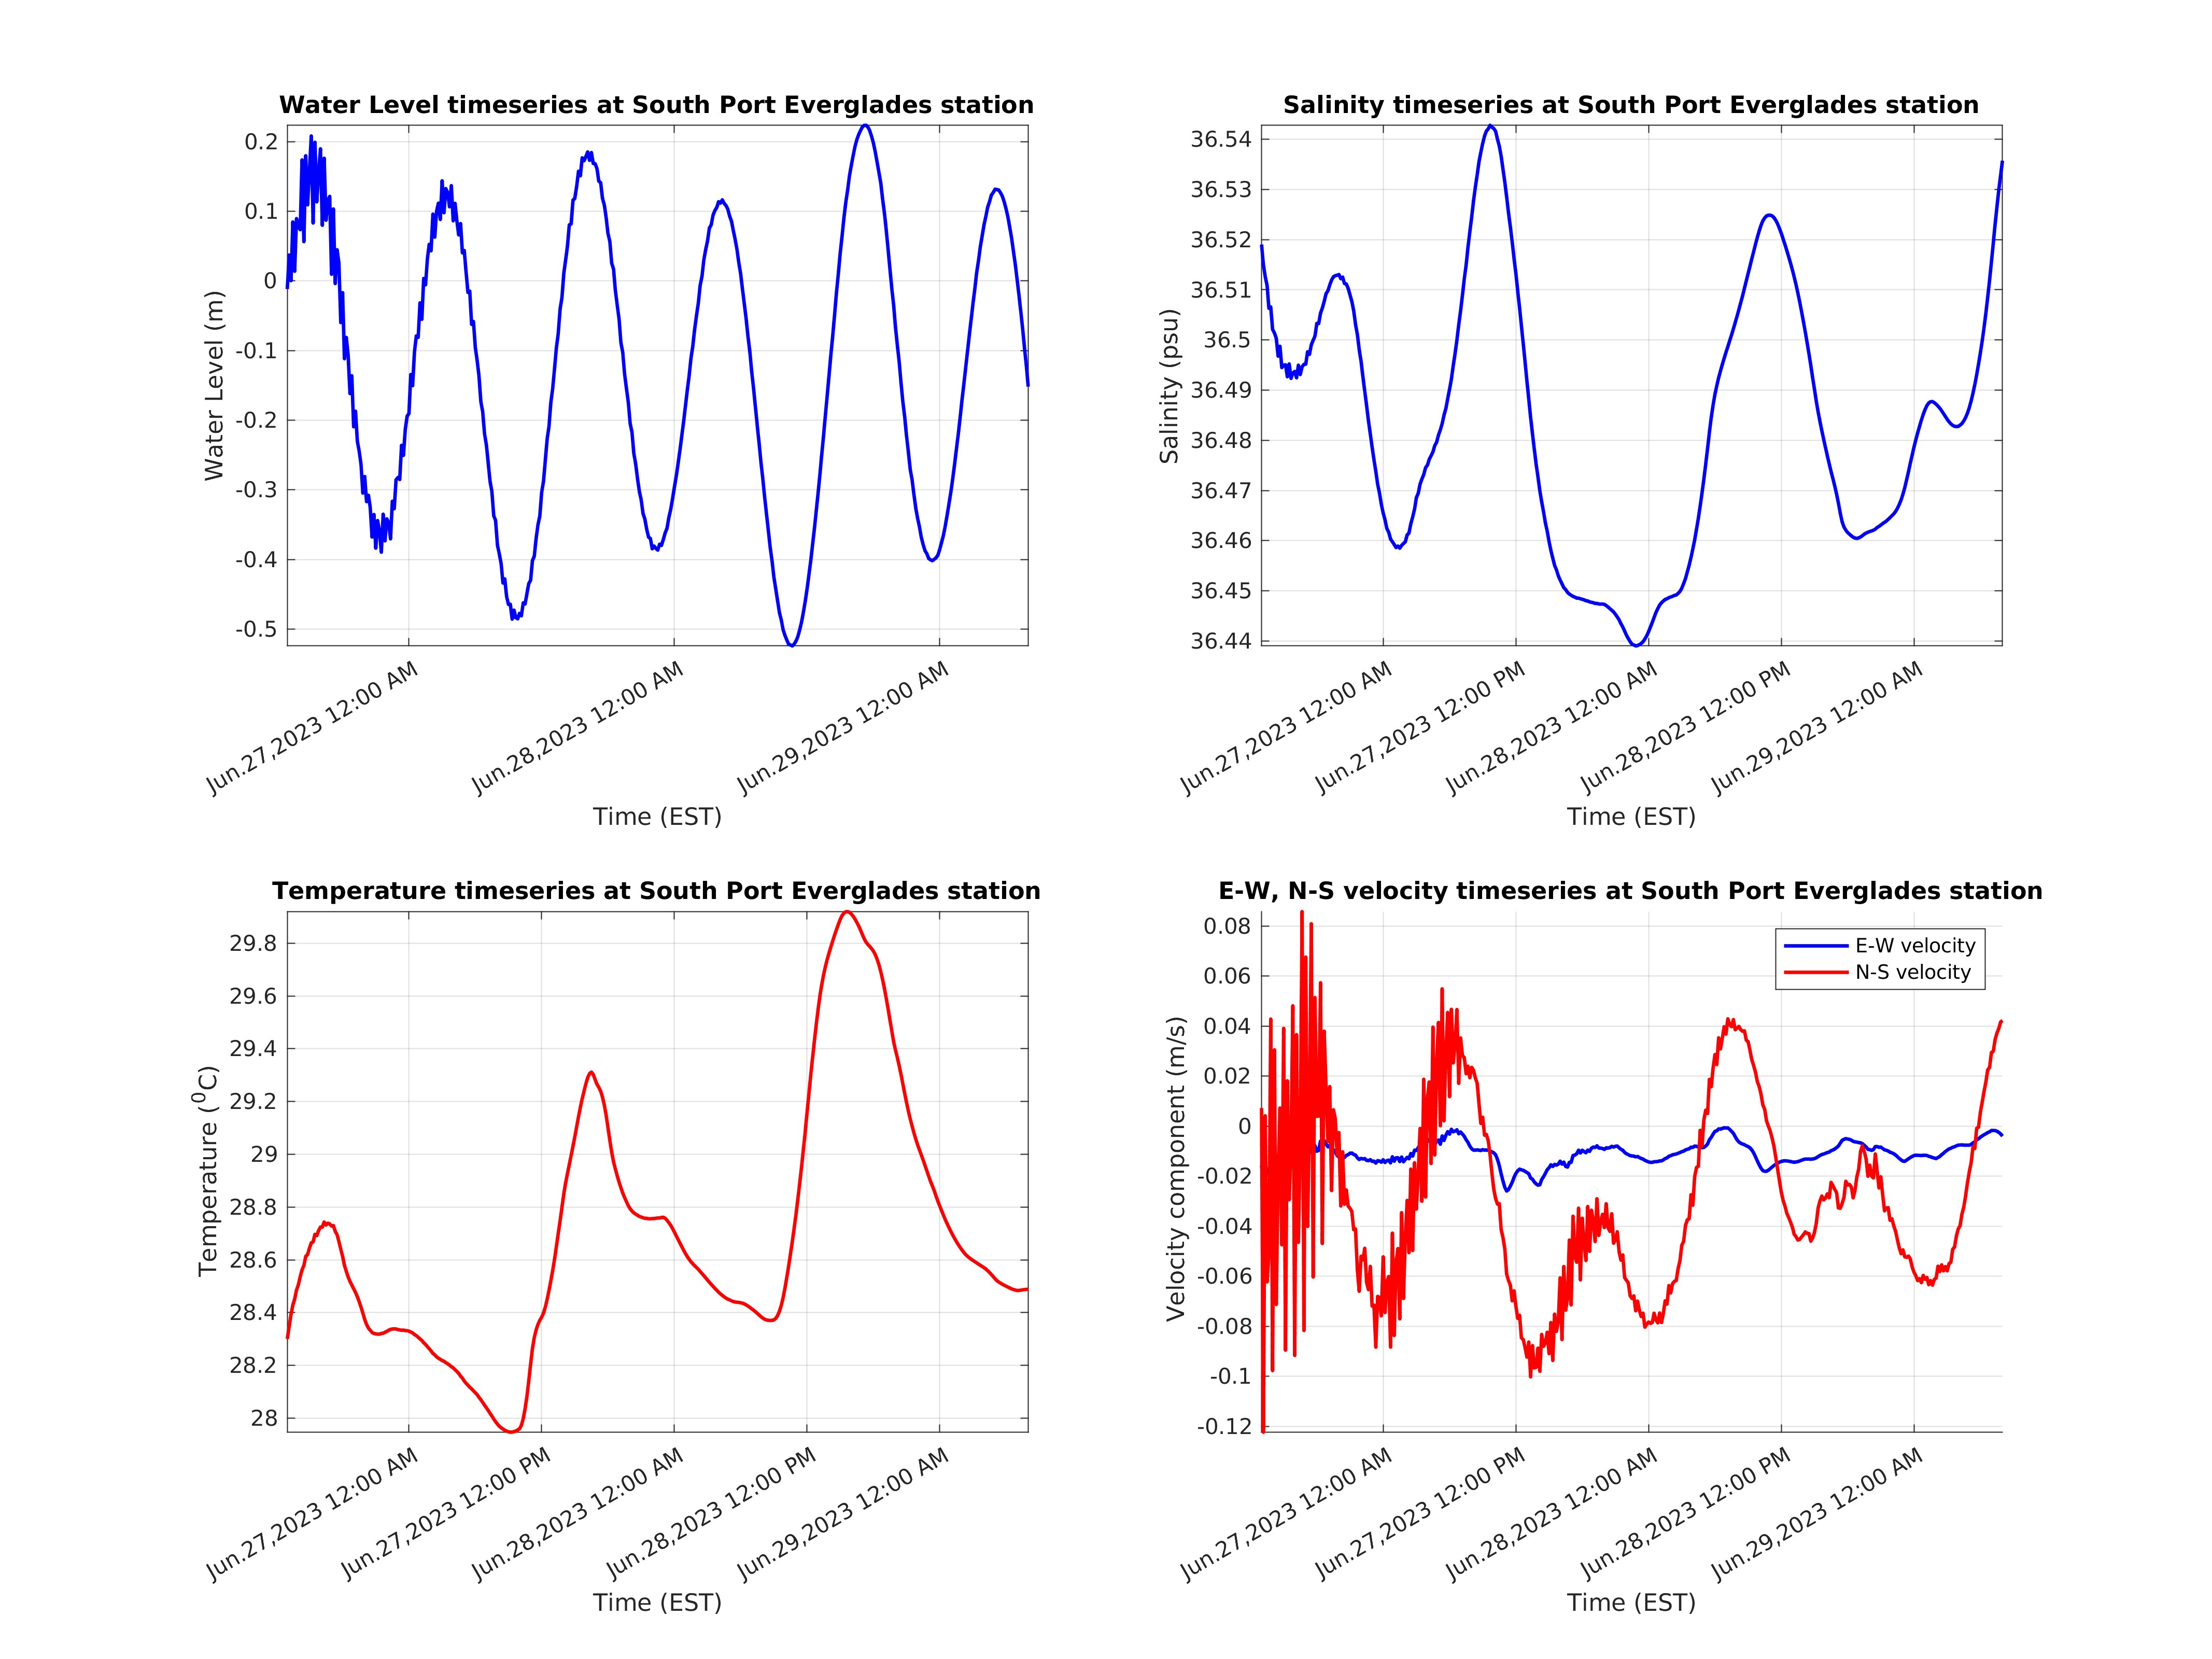 Water Level timeseries at South Port Everglades station
0.2
0.1
0
-0.1
-0.2
-0.3
-0.4
-0.5
Water Level (m)
Jun.27,2023 12:00 AM
Jun.28,2023 12:00 AM
Jun.29,2023 12:00 AM
Time (EST)
Salinity timeseries at South Port Everglades station
36.54
36.53
36.52
36.51
36.5
36.49
36.48
36.47
36.46
36.45
36.44
Salinity (psu)
Jun.27,2023 12:00 AM
Jun.27,2023 12:00 PM
Jun.28,2023 12:00 AM
Jun.28,2023 12:00 PM
Jun.29,2023 12:00 AM
Time (EST)
Temperature timeseries at South Port Everglades station
29.8
29.6
29.4
29.2
29
28.8
28.6
28.4
28.2
28
Temperature (⁰C)
Jun.27,2023 12:00 AM
Jun.27,2023 12:00 PM
Jun.28,2023 12:00 AM
Jun.28,2023 12:00 PM
Jun.29,2023 12:00 AM
Time (EST)
E-W, N-S velocity timeseries at South Port Everglades station
0.08
0.06
0.04
0.02
0
-0.02
-0.04
-0.06
-0.08
-0.1
-0.12
Velocity component (m/s)
E-W velocity
N-S velocity
Jun.27,2023 12:00 AM
Jun.27,2023 12:00 PM
Jun.28,2023 12:00 AM
Jun.28,2023 12:00 PM
Jun.29,2023 12:00 AM
Time (EST)